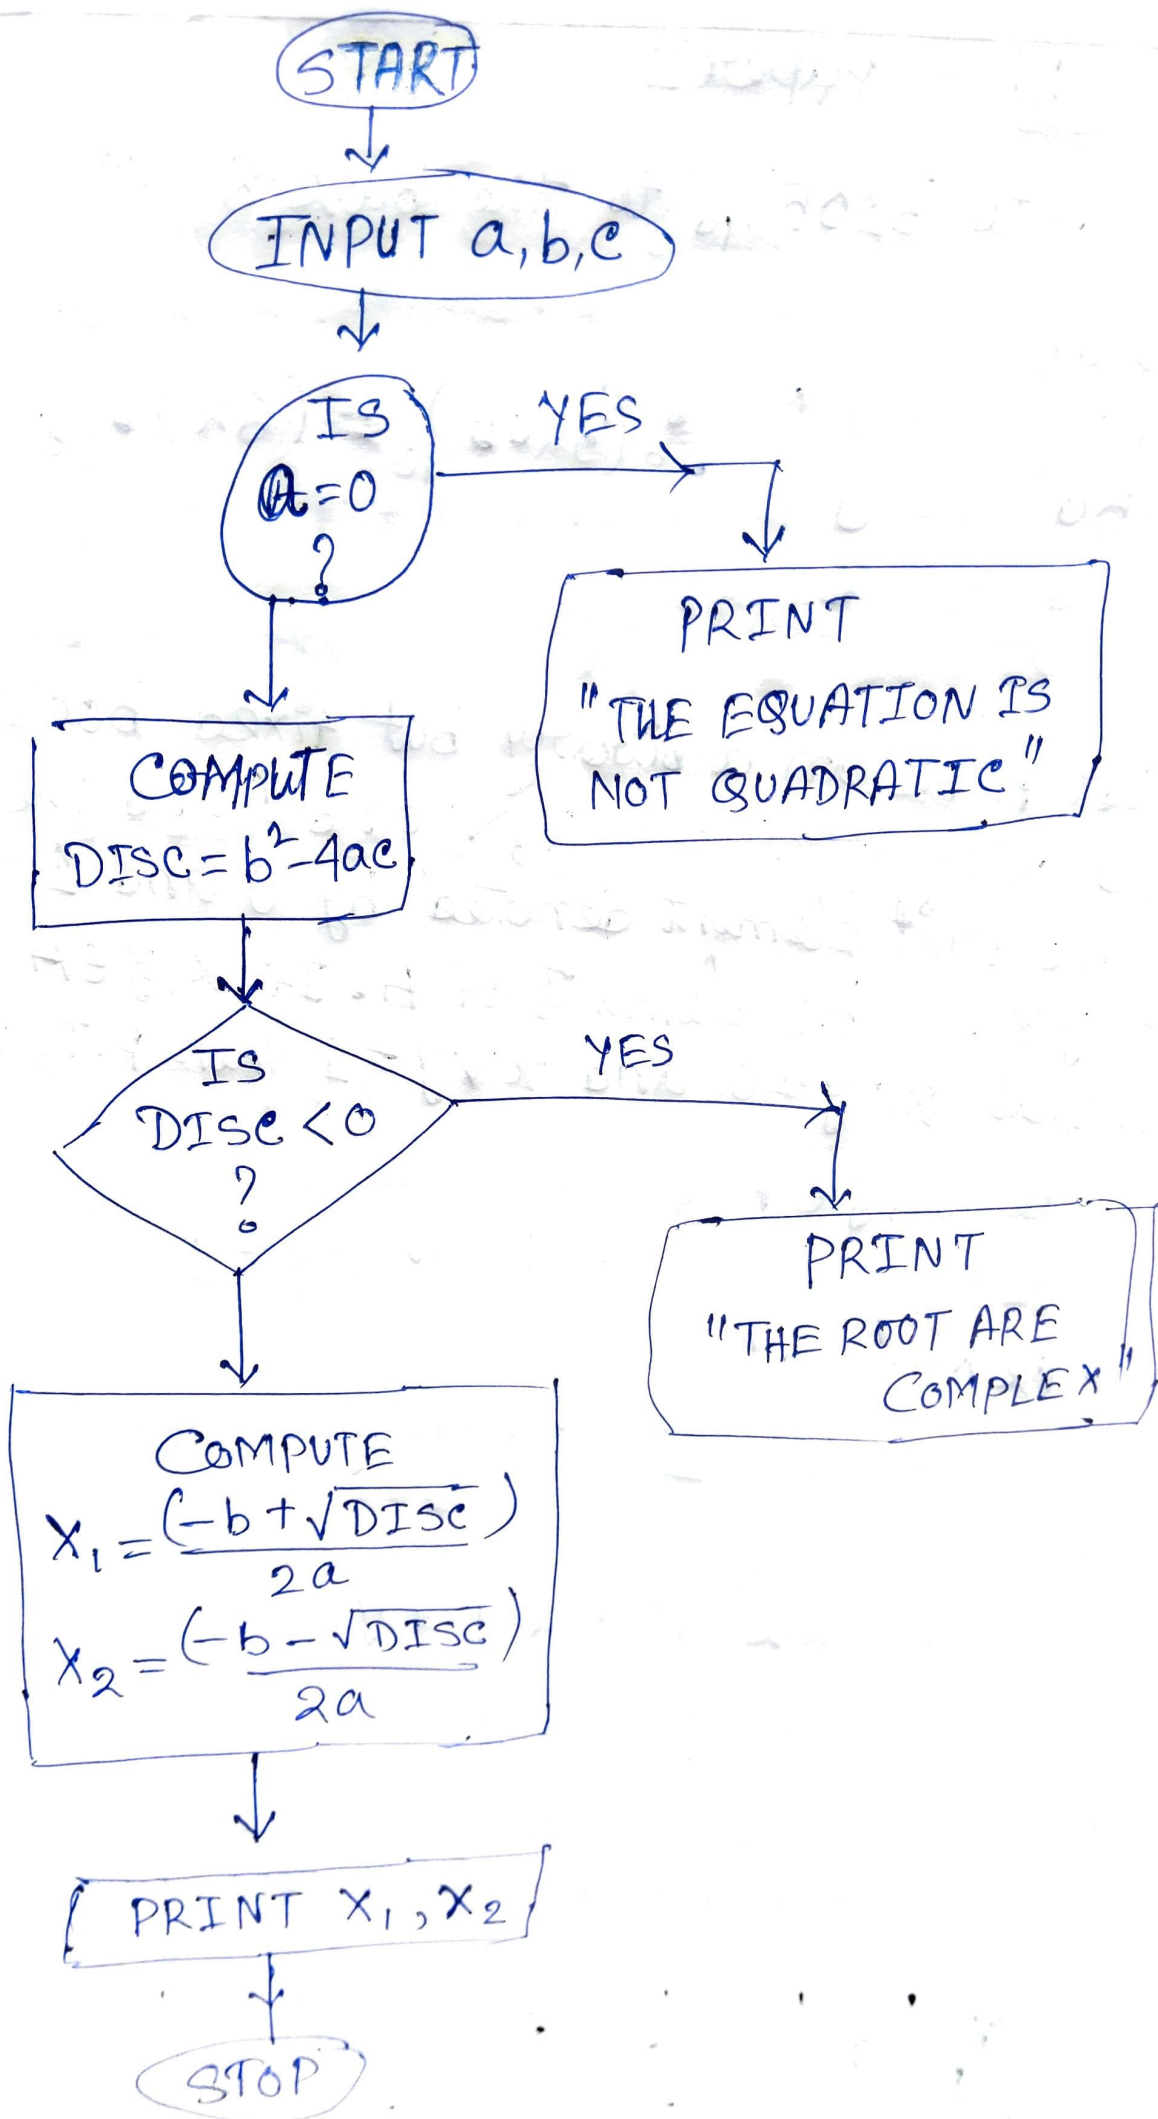 START
INPUT a,b,c
IS
a=0
?
YES
PRINT
"THE EQUATION IS
NOT QUADRATIC"
COMPUTE
DISC=b²-4ac
IS
DISC<0
?
YES
PRINT
"THE ROOT ARE
COMPLEX"
COMPUTE
X₁=(-b+√DISC)
2a
X₂=(-b-√DISC)
2a
PRINT X₁,X₂
STOP